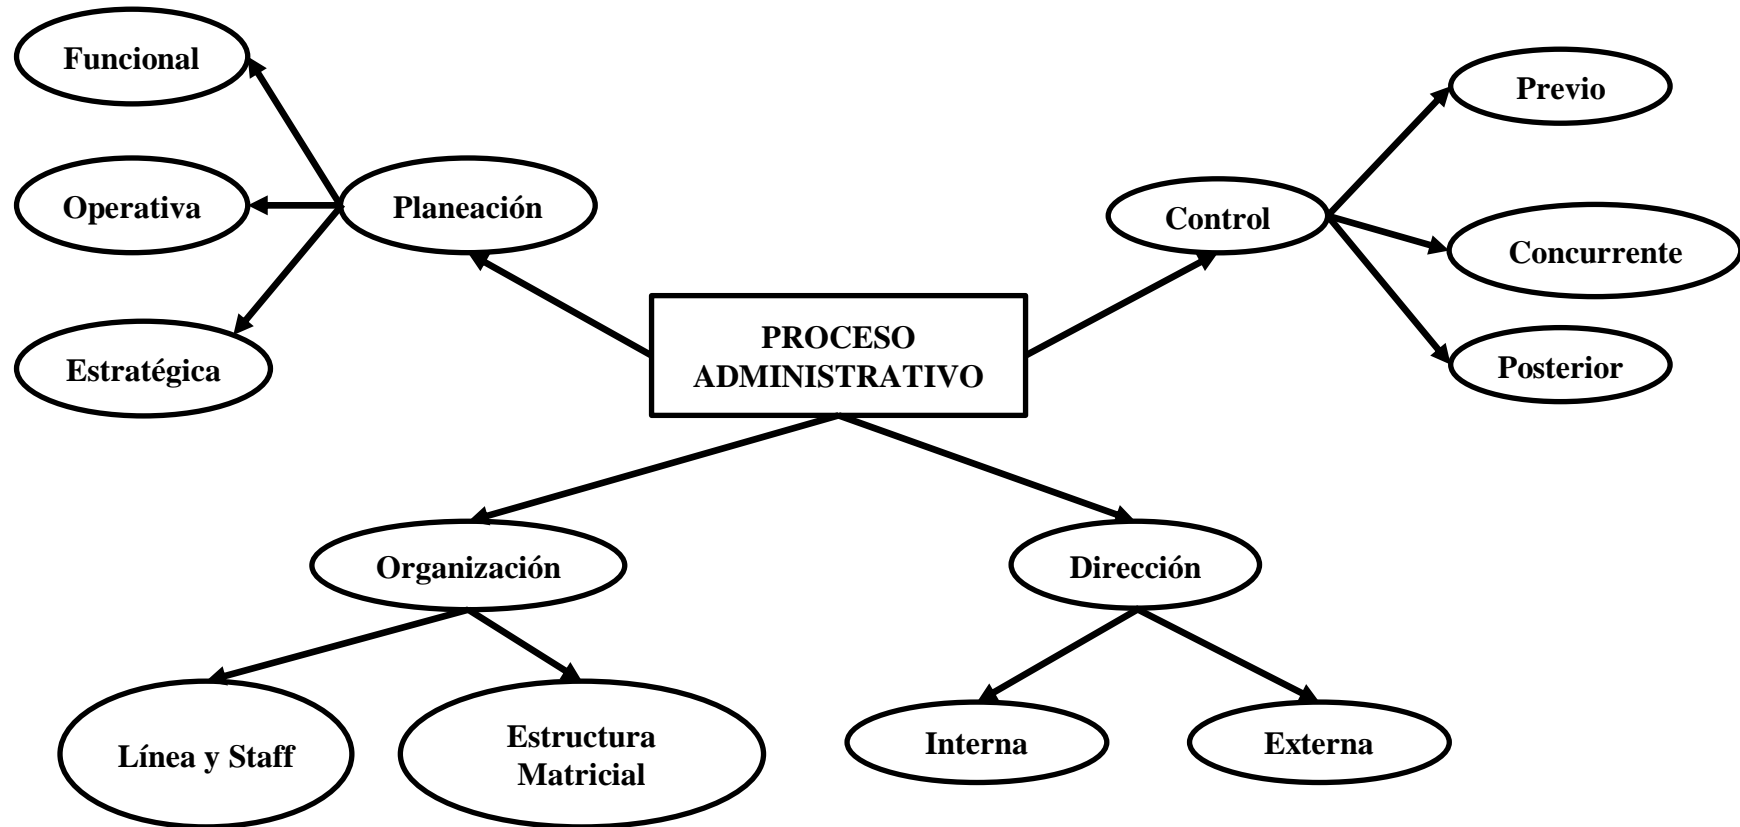 Funcional
Previo
Operativa
Planeación
Control
Concurrente
PROCESO
ADMINISTRATIVO
Estratégica
Posterior
Organización
Dirección
Línea y Staff
Estructura
Matricial
Interna
Externa